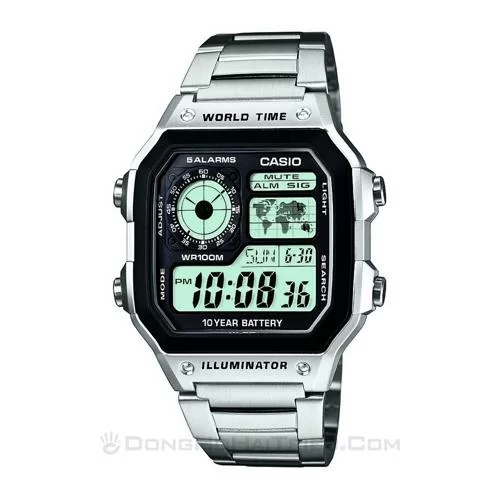 WORLD TIME
5 ALARMS CASIO
60
MUTE
ALM SIG
ADJUST LIGHT
WR100M SUN 6-30
MODE SEARCH
PM 10:08 36
10 YEAR BATTERY
ILLUMINATOR